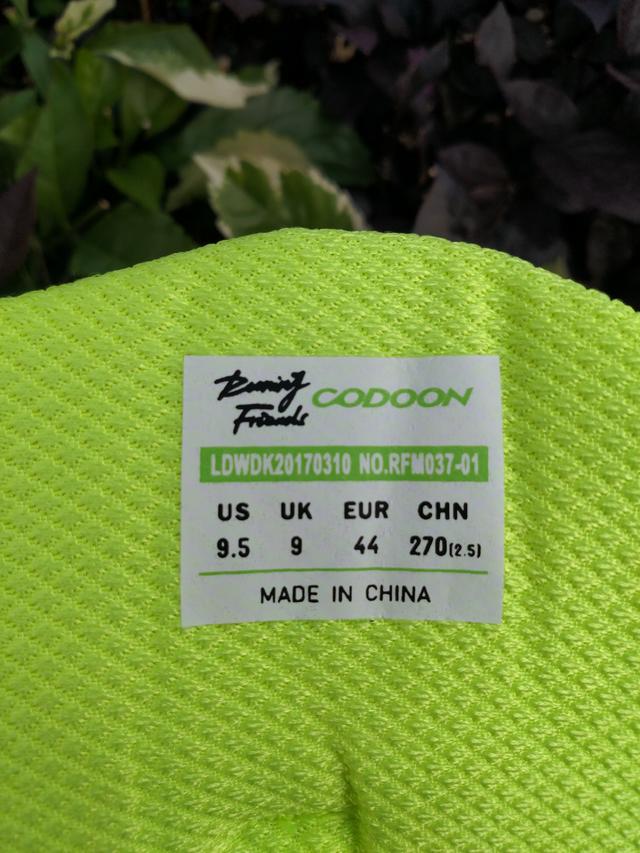 Running CODOON
Friends
LDWDK20170310 NO.RFM037-01
US UK EUR CHN
9.5 9 44 270(2.5)
MADE IN CHINA